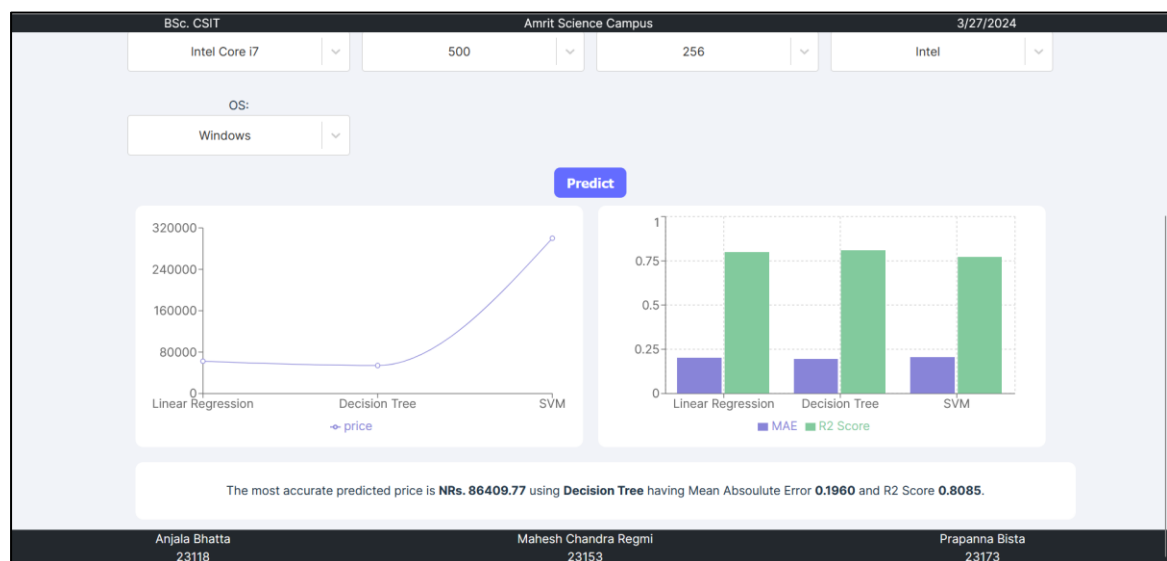 BSc. CSIT Amrit Science Campus 3/27/2024
Intel Core i7 500 256 Intel
OS:
Windows
Predict
320000
240000
160000
80000
0
Linear Regression Decision Tree SVM
price
1
0.75
0.5
0.25
0
Linear Regression Decision Tree SVM
MAE R2 Score
The most accurate predicted price is NRs. 86409.77 using Decision Tree having Mean Absoulute Error 0.1960 and R2 Score 0.8085.
Anjala Bhatta Mahesh Chandra Regmi Prapanna Bista
23118 23153 23173